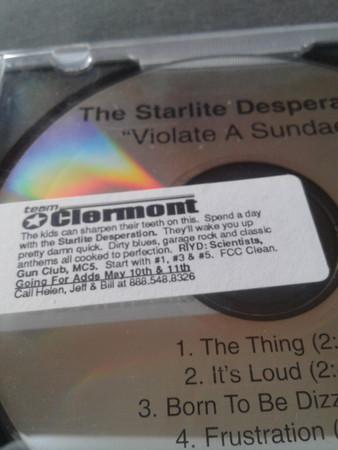 The Starlite Despera
"Violate A Sundae
team
Clermont
The kids can sharpen their teeth on this. Spend a day
with the Starlite Desperation. They'll wake you up
pretty damn quick. Dirty blues, garage rock and classic
anthems all cooked to perfection. RIYD: Scientists,
Gun Club, MC5. Start with #1, #3 & #5. FCC Clean.
Going For Adds May 10th & 11th
Call Helen, Jeff & Bill at 888.548.8326
1. The Thing (2:
2. It's Loud (2:
3. Born To Be Dizz
4. Frustration (